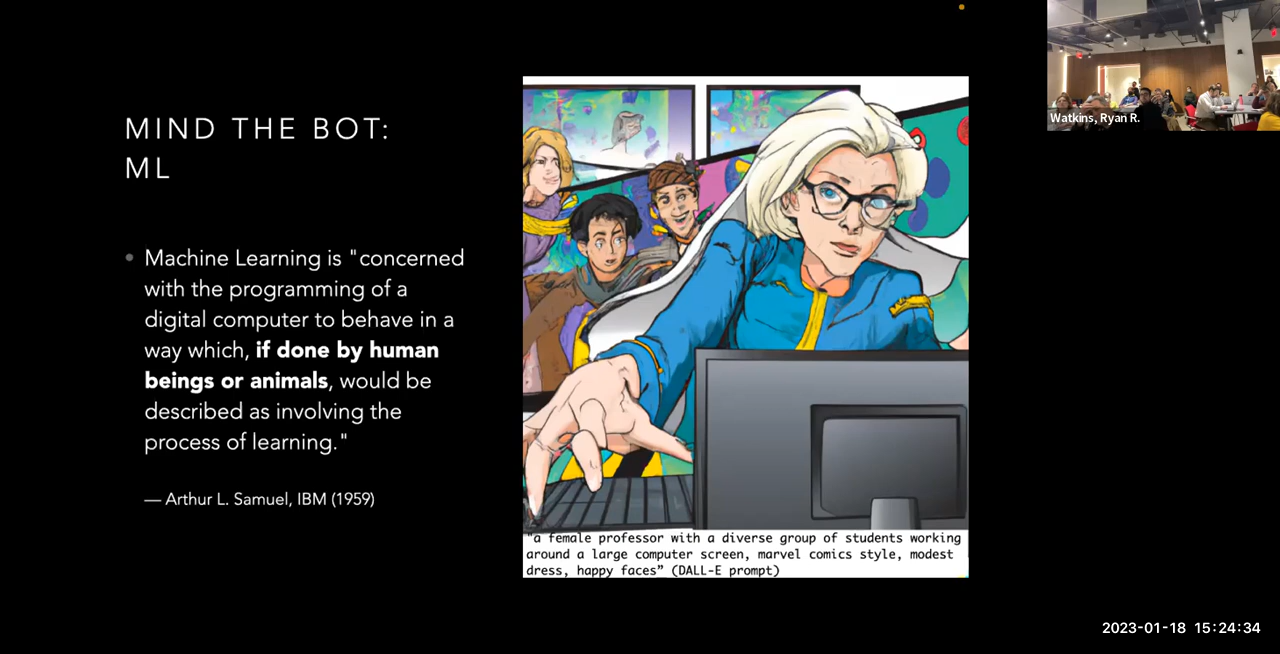 MIND THE BOT:
ML
Machine Learning is "concerned
with the programming of a
digital computer to behave in a
way which, if done by human
beings or animals, would be
described as involving the
process of learning."
— Arthur L. Samuel, IBM (1959)
"a female professor with a diverse group of students working
around a large computer screen, marvel comics style, modest
dress, happy faces” (DALL-E prompt)
Watkins, Ryan R.
2023-01-18 15:24:34